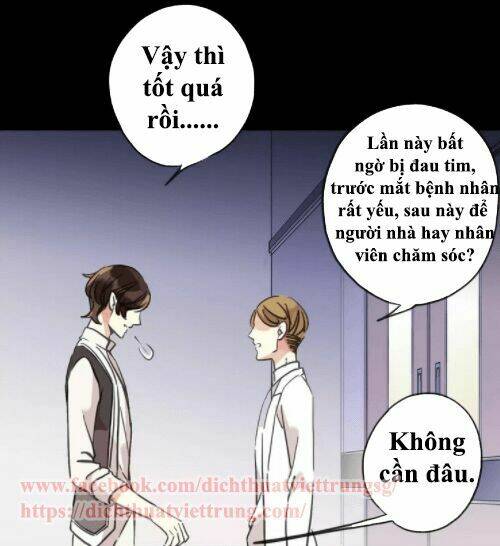 Vậy thì
tốt quá
rồi......
Lần này bất
ngờ bị đau tim,
trước mắt bệnh nhân
rất yếu, sau này để
người nhà hay nhân
viên chăm sóc?
Không
cần đâu.
www.facebook.com/dichthuatviettrungsg/
https://dichthuatviettrung.com/